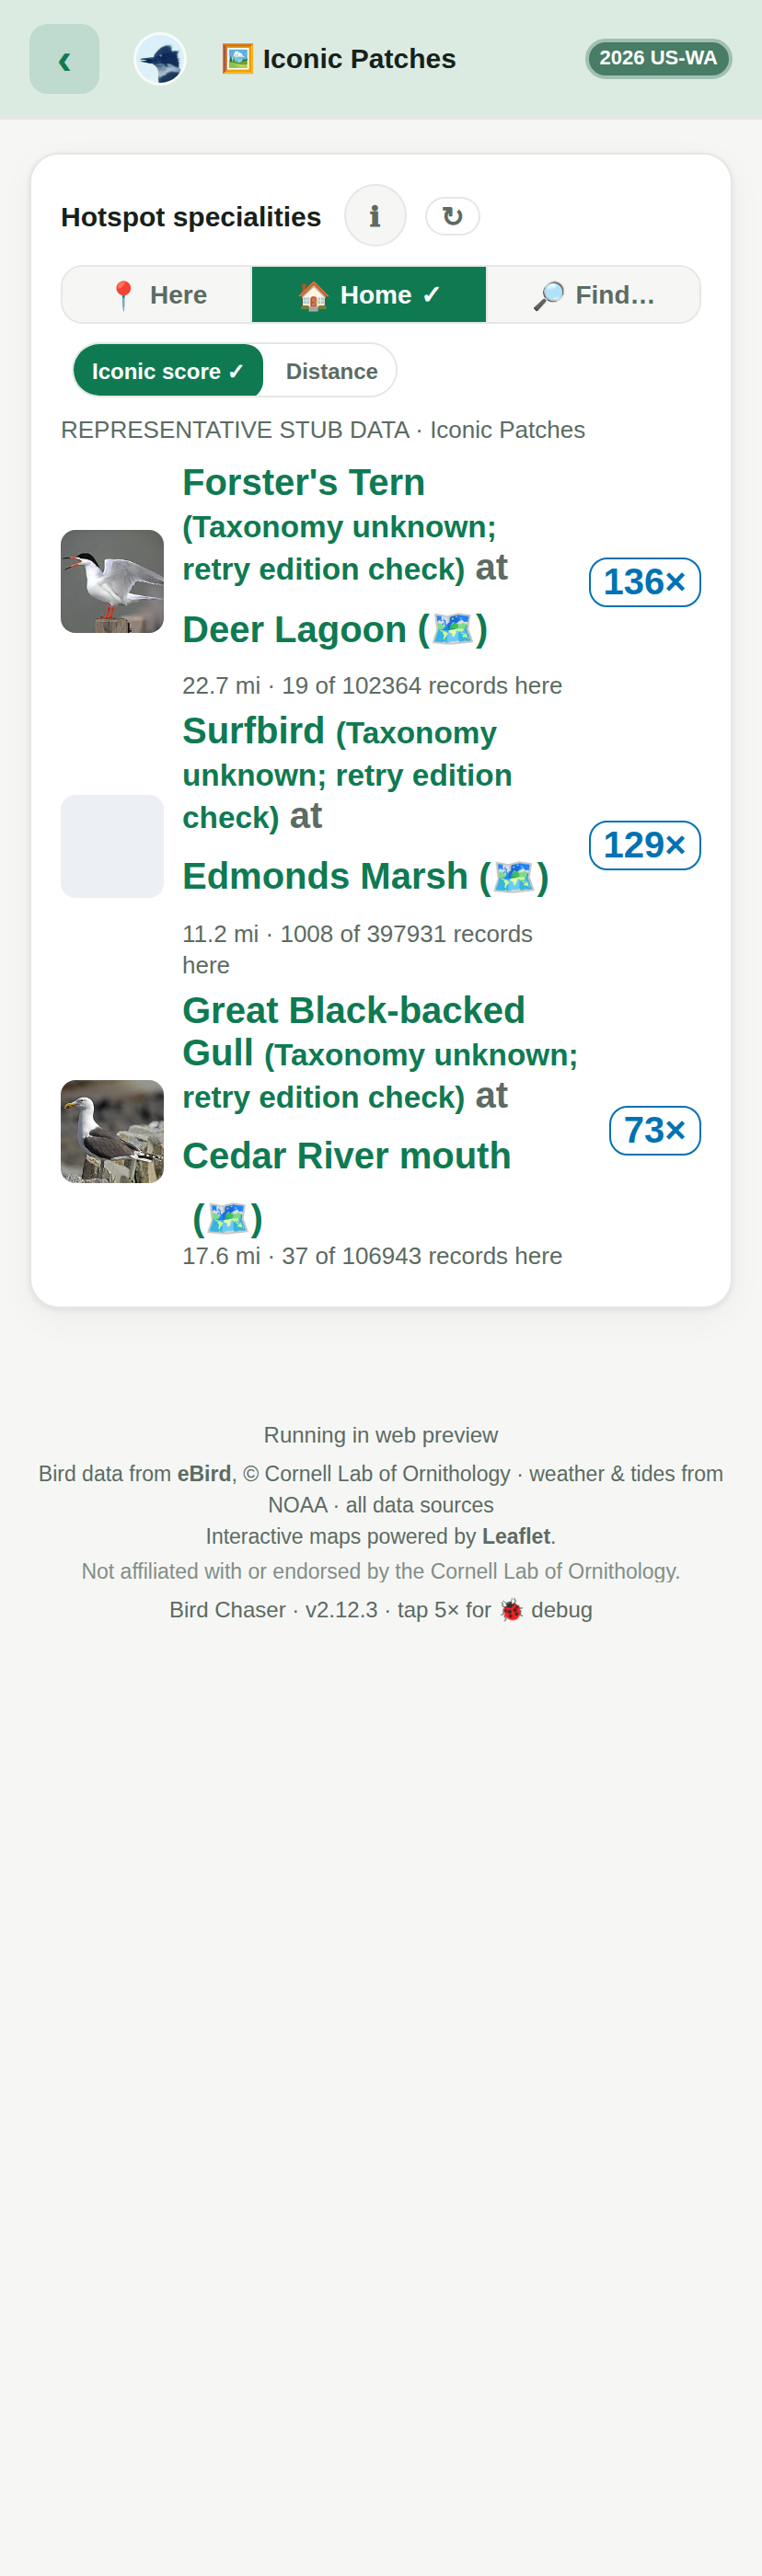 ‹ 🖼️ Iconic Patches 2026 US-WA
Hotspot specialities ℹ ↻
📍 Here 🏠 Home ✓ 🔎 Find…
Iconic score ✓ Distance
REPRESENTATIVE STUB DATA · Iconic Patches
Forster's Tern
(Taxonomy unknown;
retry edition check) at
Deer Lagoon (🗺️)
136×
22.7 mi · 19 of 102364 records here
Surfbird (Taxonomy
unknown; retry edition
check) at
Edmonds Marsh (🗺️)
129×
11.2 mi · 1008 of 397931 records
here
Great Black-backed
Gull (Taxonomy unknown;
retry edition check) at
Cedar River mouth
(🗺️)
73×
17.6 mi · 37 of 106943 records here
Running in web preview
Bird data from eBird, © Cornell Lab of Ornithology · weather & tides from
NOAA · all data sources
Interactive maps powered by Leaflet.
Not affiliated with or endorsed by the Cornell Lab of Ornithology.
Bird Chaser · v2.12.3 · tap 5× for 🐞 debug